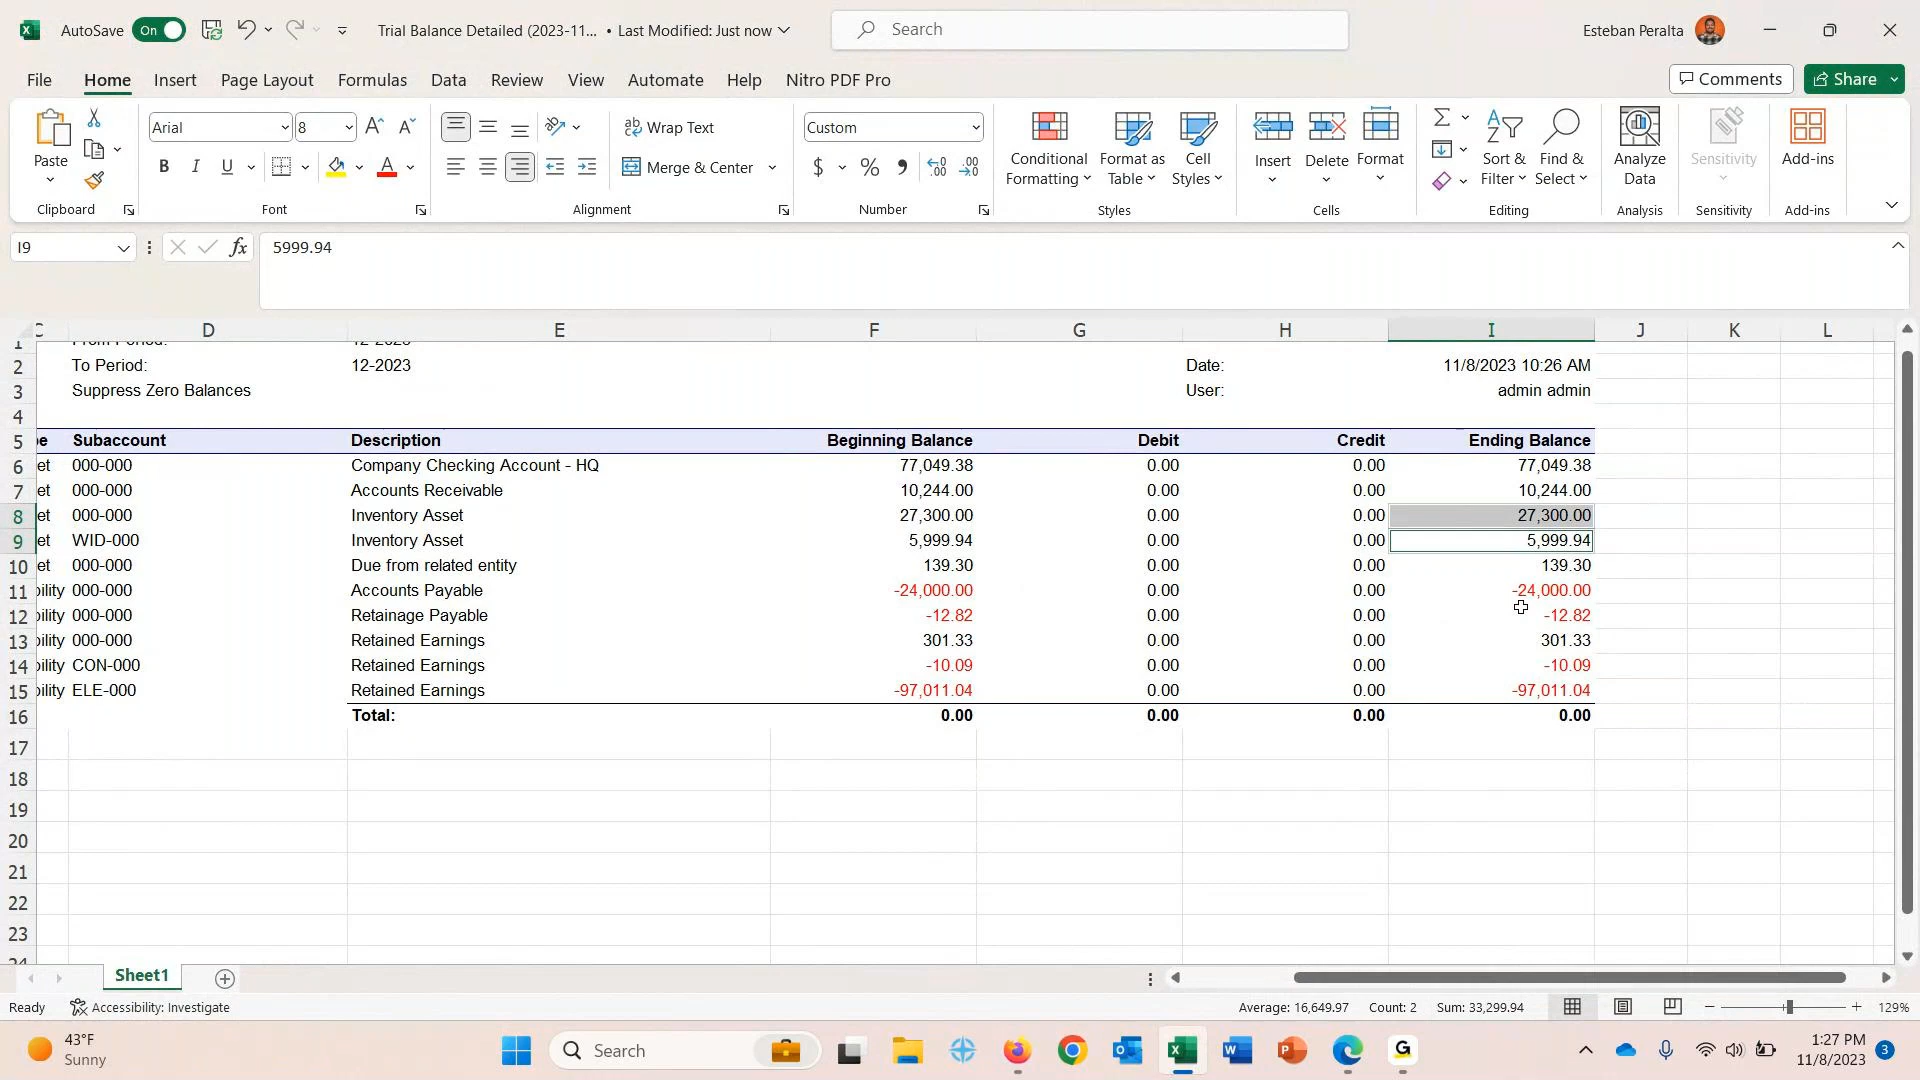 AutoSave On Trial Balance Detailed (2023-11... • Last Modified: Just now Search Esteban Peralta
File Home Insert Page Layout Formulas Data Review View Automate Help Nitro PDF Pro Comments Share
Paste Arial 8 Wrap Text Custom Conditional Formatting Format as Table Cell Styles Insert Delete Format Sort & Filter Find & Select Analyze Data Sensitivity Add-ins
B I U A Merge & Center $ % 9
Clipboard Font Alignment Number Styles Cells Editing Analysis Sensitivity Add-ins
I9 fx 5999.94
C D E F G H I J K L
1
2 To Period: 12-2023 Date: 11/8/2023 10:26 AM
3 Suppress Zero Balances User: admin admin
4
5 Subaccount Description Beginning Balance Debit Credit Ending Balance
6 et 000-000 Company Checking Account - HQ 77,049.38 0.00 0.00 77,049.38
7 et 000-000 Accounts Receivable 10,244.00 0.00 0.00 10,244.00
8 et 000-000 Inventory Asset 27,300.00 0.00 0.00 27,300.00
9 et WID-000 Inventory Asset 5,999.94 0.00 0.00 5,999.94
10 et 000-000 Due from related entity 139.30 0.00 0.00 139.30
11 bility 000-000 Accounts Payable -24,000.00 0.00 0.00 -24,000.00
12 bility 000-000 Retainage Payable -12.82 0.00 0.00 -12.82
13 bility 000-000 Retained Earnings 301.33 0.00 0.00 301.33
14 bility CON-000 Retained Earnings -10.09 0.00 0.00 -10.09
15 bility ELE-000 Retained Earnings -97,011.04 0.00 0.00 -97,011.04
16 Total: 0.00 0.00 0.00 0.00
17
18
19
20
21
22
23
Sheet1
Ready Accessibility: Investigate Average: 16,649.97 Count: 2 Sum: 33,299.94 129%
43°F Search 1:27 PM
Sunny 11/8/2023 3